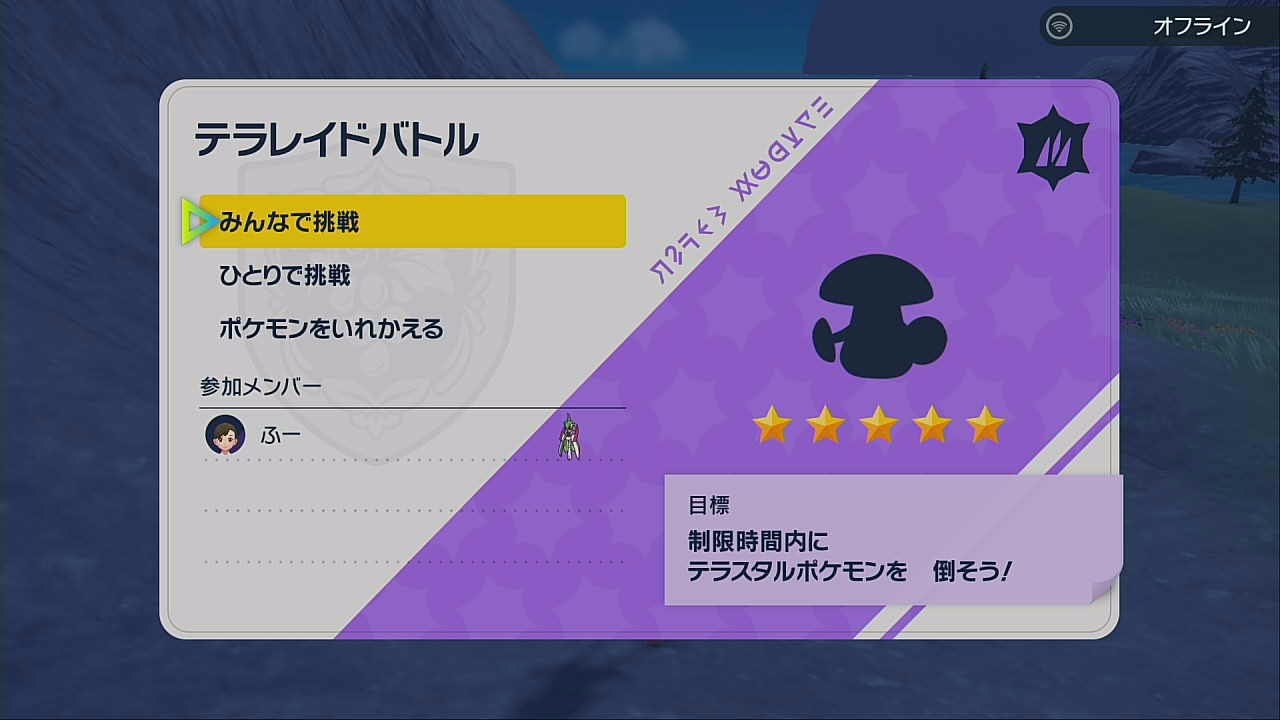 オフライン
テラレイドバトル
みんなで挑戦
ひとりで挑戦
ポケモンをいれかえる
参加メンバー
ふー
目標
制限時間内に
テラスタルポケモンを　倒そう!